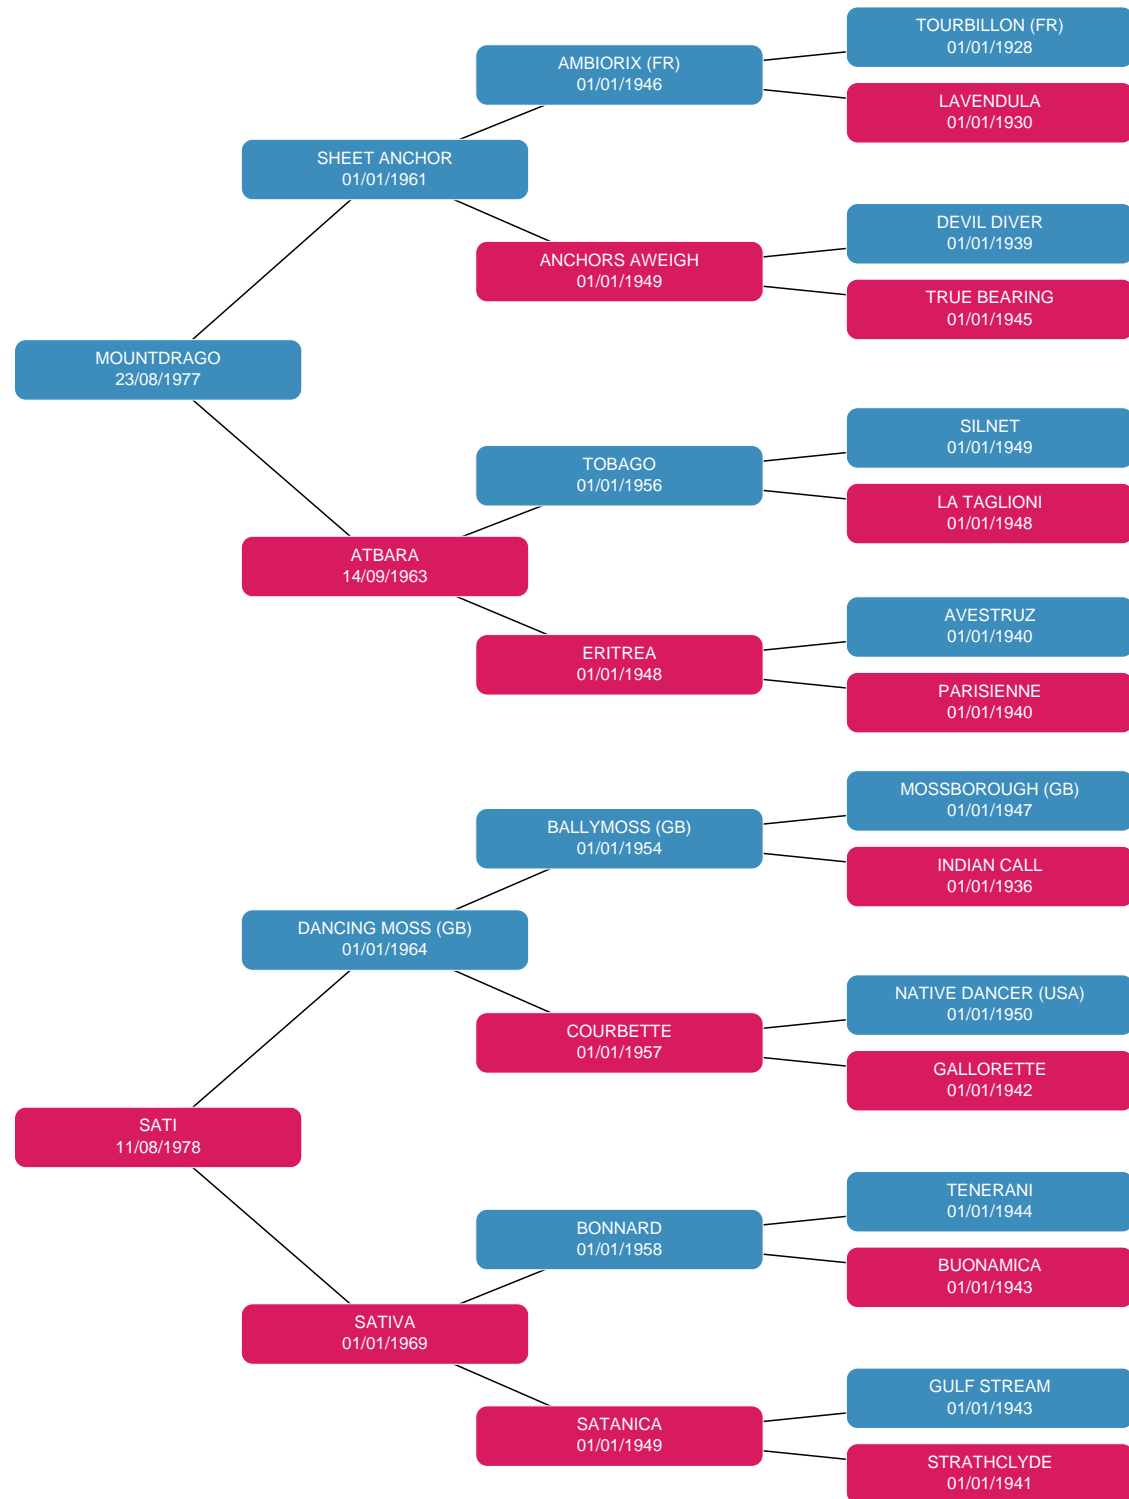 TOURBILLON (FR)
01/01/1928
AMBIORIX (FR)
01/01/1946
LAVENDULA
01/01/1930
SHEET ANCHOR
01/01/1961
DEVIL DIVER
01/01/1939
ANCHORS AWEIGH
01/01/1949
TRUE BEARING
01/01/1945
MOUNTDRAGO
23/08/1977
SILNET
01/01/1949
TOBAGO
01/01/1956
LA TAGLIONI
01/01/1948
ATBARA
14/09/1963
AVESTRUZ
01/01/1940
ERITREA
01/01/1948
PARISIENNE
01/01/1940
MOSSBOROUGH (GB)
01/01/1947
BALLYMOSS (GB)
01/01/1954
INDIAN CALL
01/01/1936
DANCING MOSS (GB)
01/01/1964
NATIVE DANCER (USA)
01/01/1950
COURBETTE
01/01/1957
GALLORETTE
01/01/1942
SATI
11/08/1978
TENERANI
01/01/1944
BONNARD
01/01/1958
BUONAMICA
01/01/1943
SATIVA
01/01/1969
GULF STREAM
01/01/1943
SATANICA
01/01/1949
STRATHCLYDE
01/01/1941